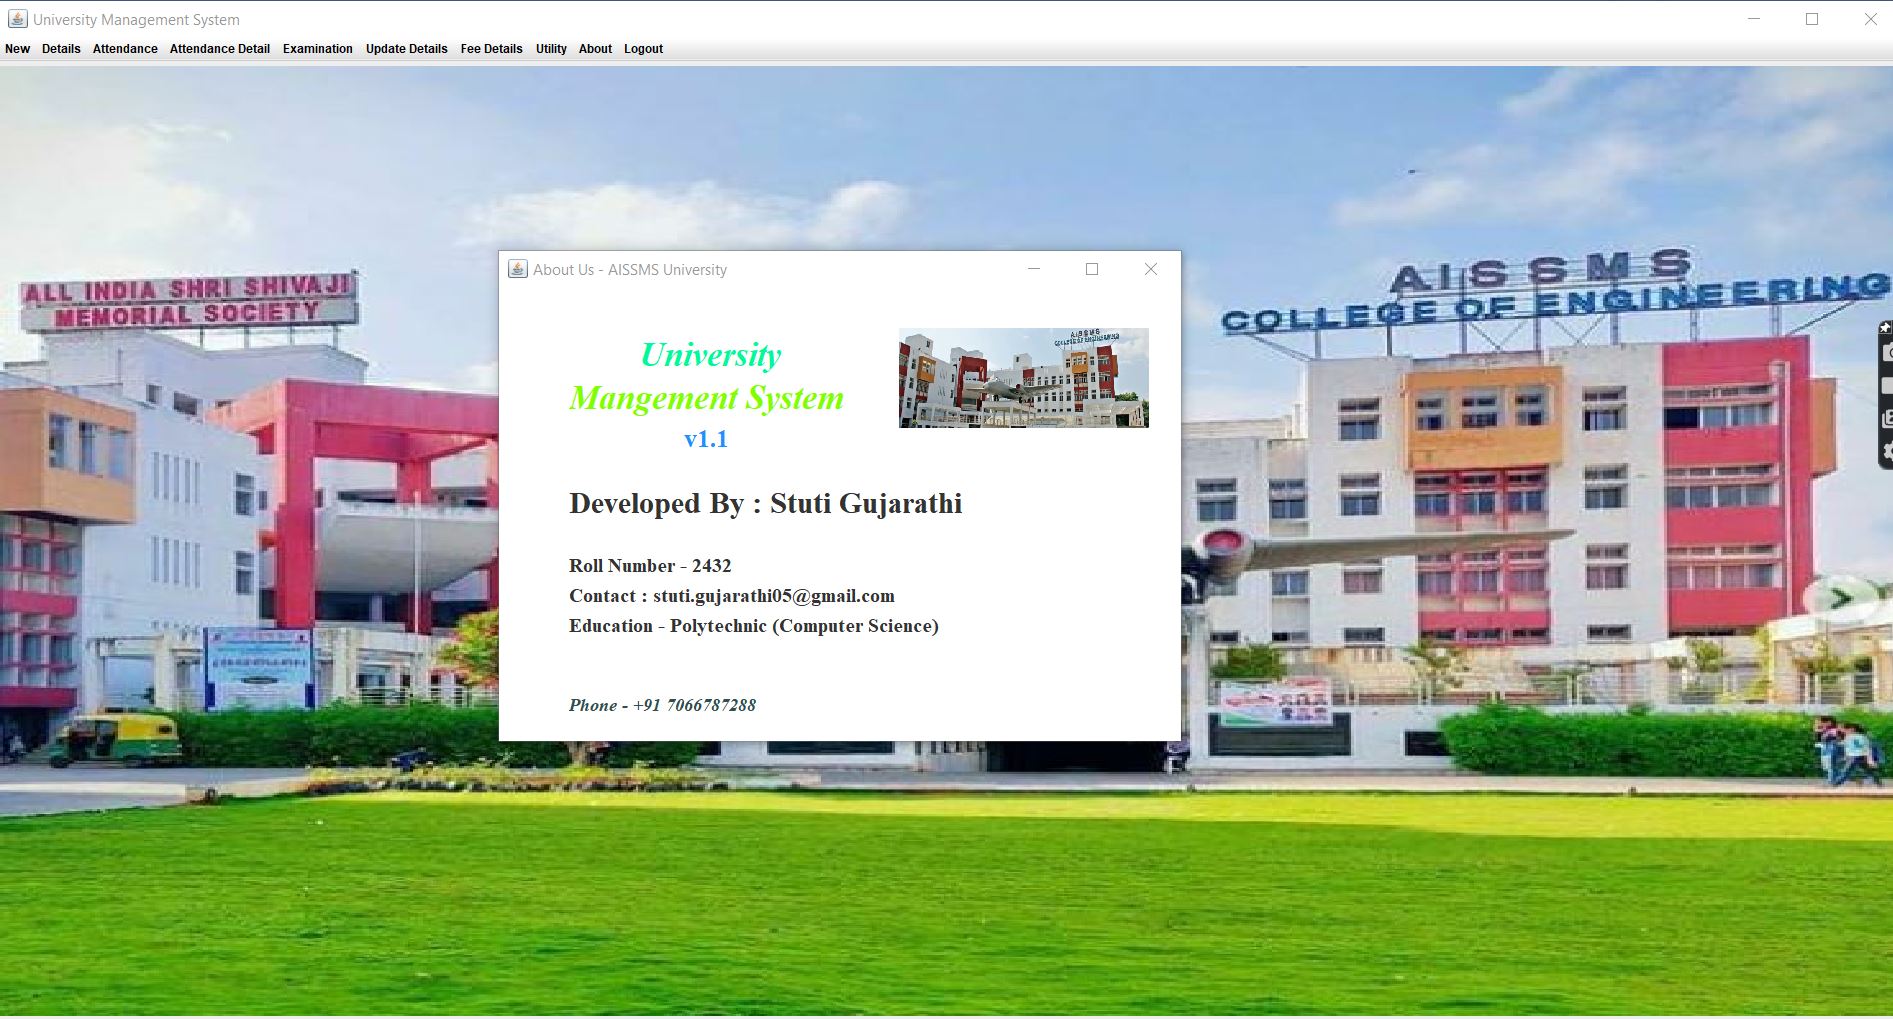 University Management System
New Details Attendance Attendance Detail Examination Update Details Fee Details Utility About Logout
ALL INDIA SHRI SHIVAJI
MEMORIAL SOCIETY
AISSMS
COLLEGE OF ENGINEERING
About Us - AISSMS University
University
Mangement System
v1.1
AISSMS
COLLEGE OF ENGINEERING
Developed By : Stuti Gujarathi
Roll Number - 2432
Contact : stuti.gujarathi05@gmail.com
Education - Polytechnic (Computer Science)
Phone - +91 7066787288